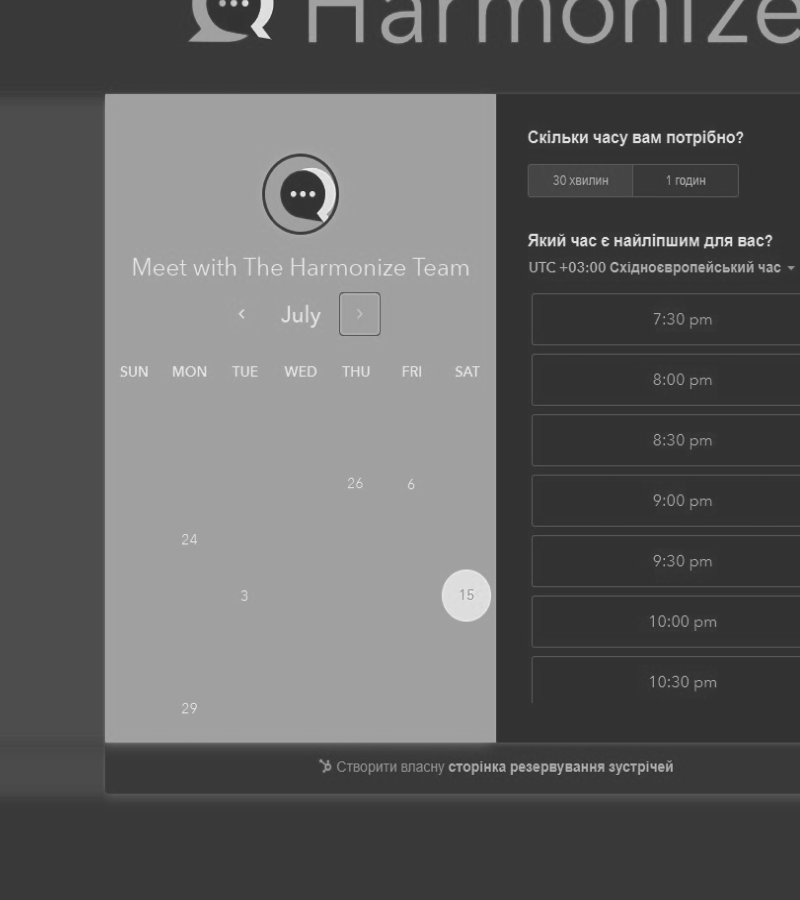 Harmonize
Meet with The Harmonize Team
July
SUN MON TUE WED THU FRI SAT
26 6
24
3 15
29
Скільки часу вам потрібно?
30 хвилин 1 годин
Який час є найліпшим для вас?
UTC +03:00 Східноєвропейський час
7:30 pm
8:00 pm
8:30 pm
9:00 pm
9:30 pm
10:00 pm
10:30 pm
Створити власну сторінка резервування зустрічей